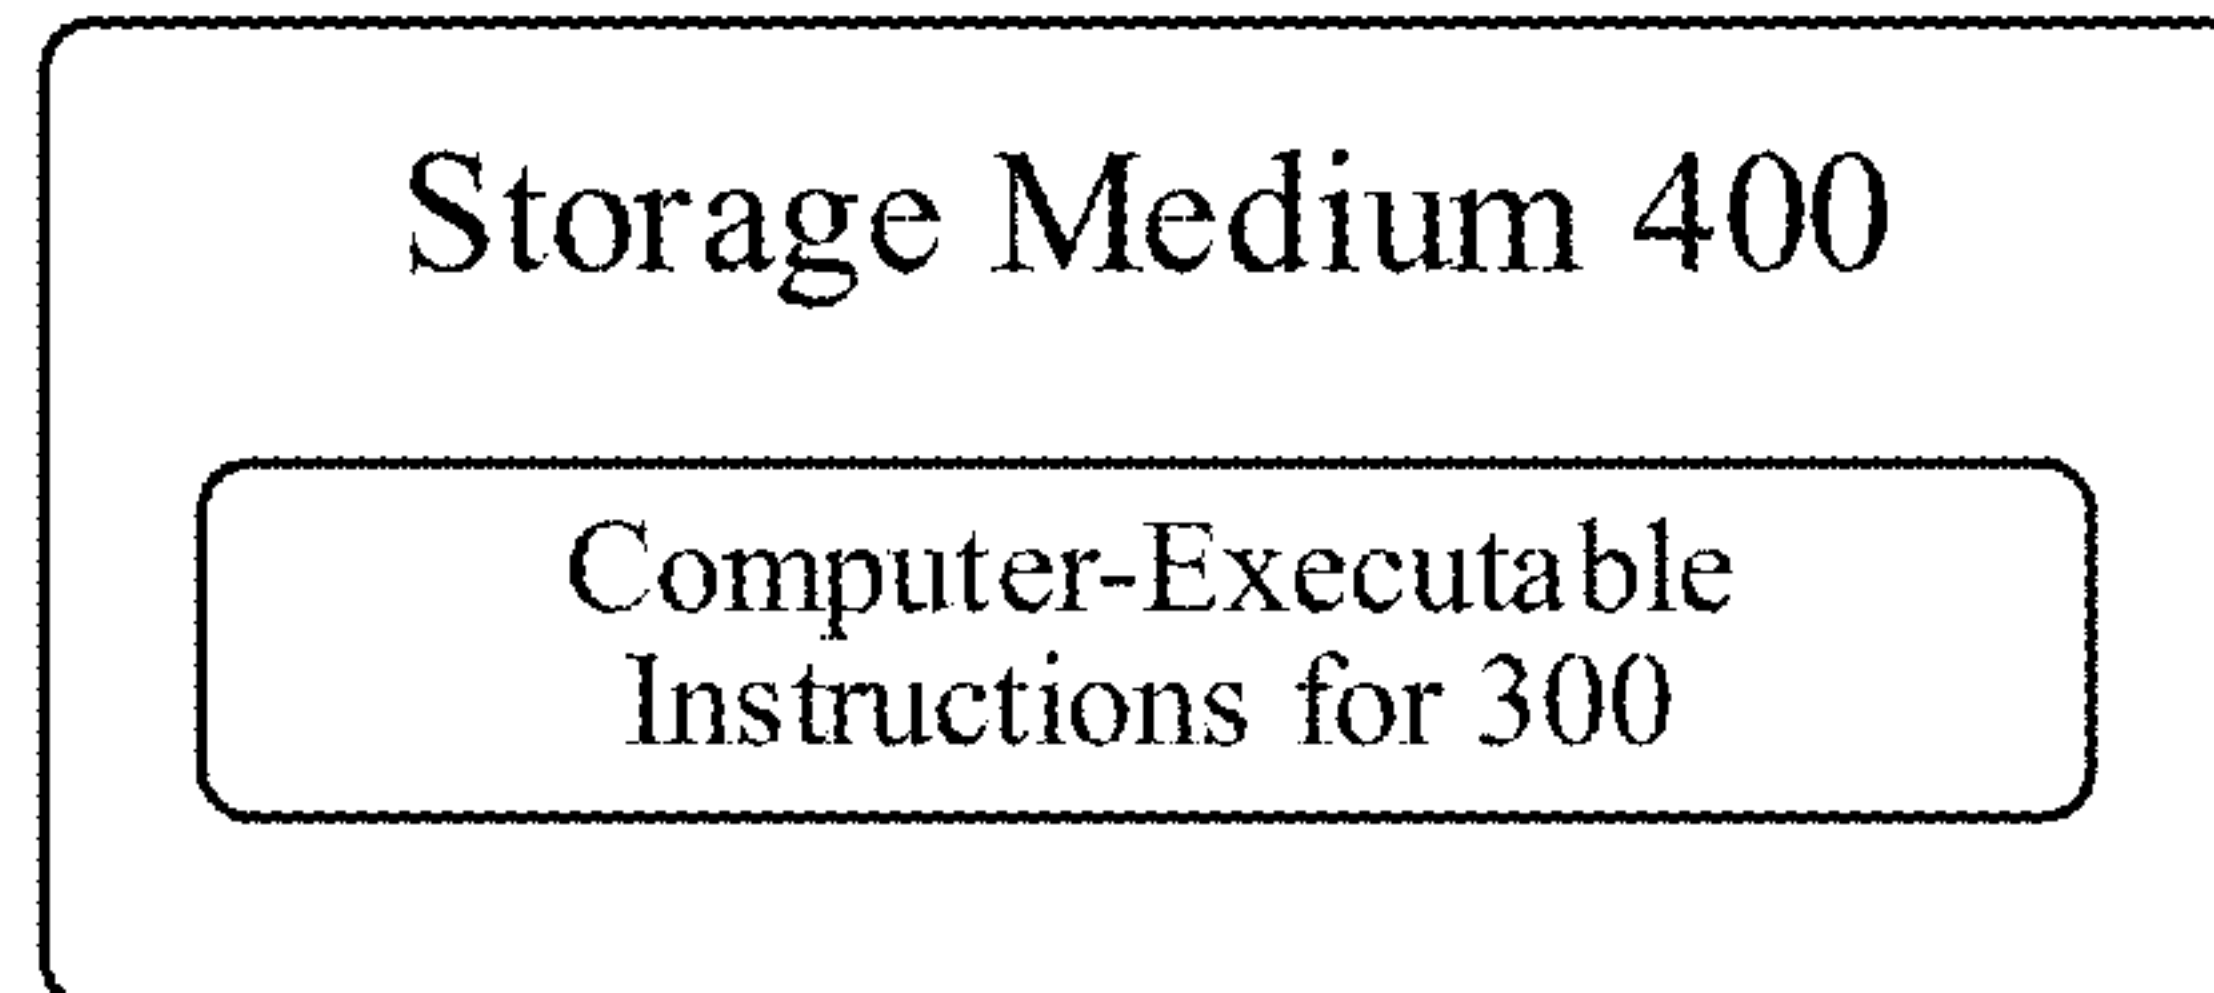 Storage Medium 400
Computer-Executable
Instructions for 300